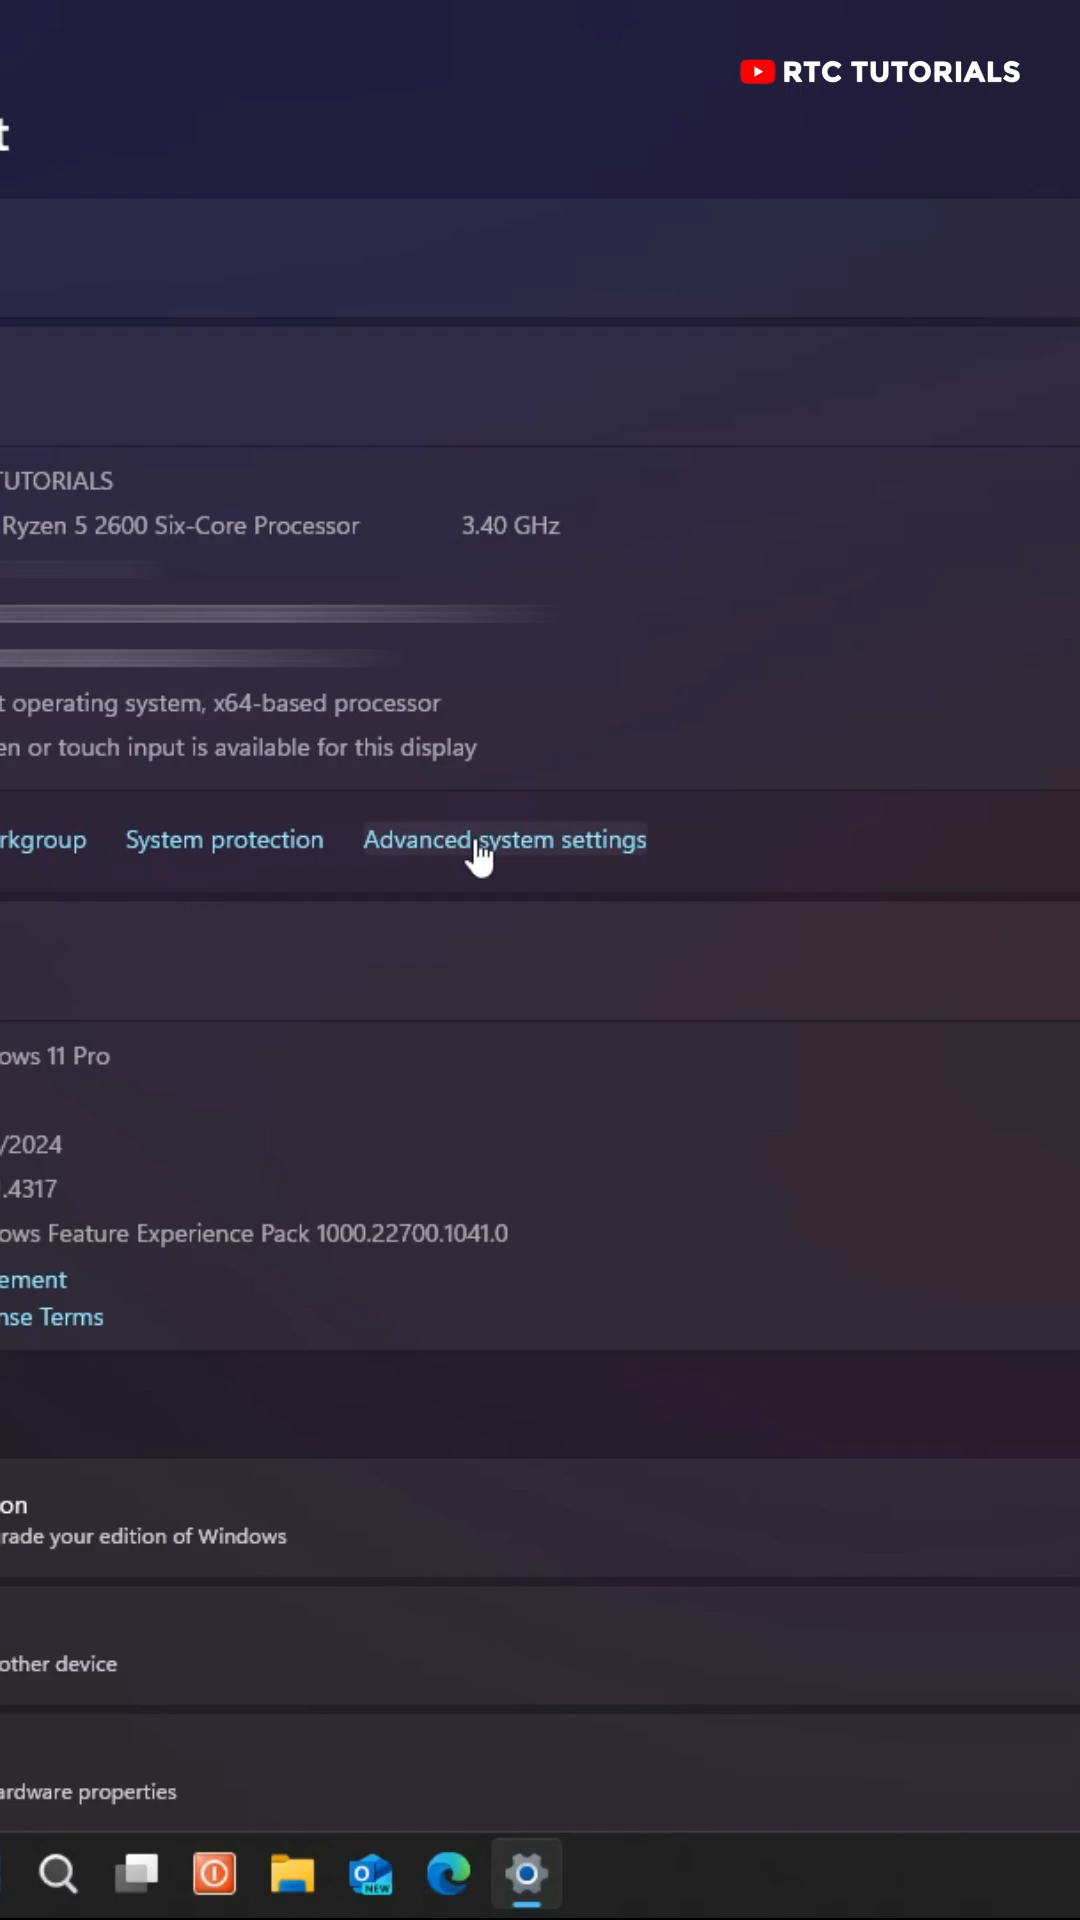 RTC TUTORIALS
t
TUTORIALS
Ryzen 5 2600 Six-Core Processor 3.40 GHz
t operating system, x64-based processor
en or touch input is available for this display
rkgroup System protection Advanced system settings
ows 11 Pro
/2024
.4317
ows Feature Experience Pack 1000.22700.1041.0
ement
nse Terms
on
rade your edition of Windows
other device
ardware properties
NEW